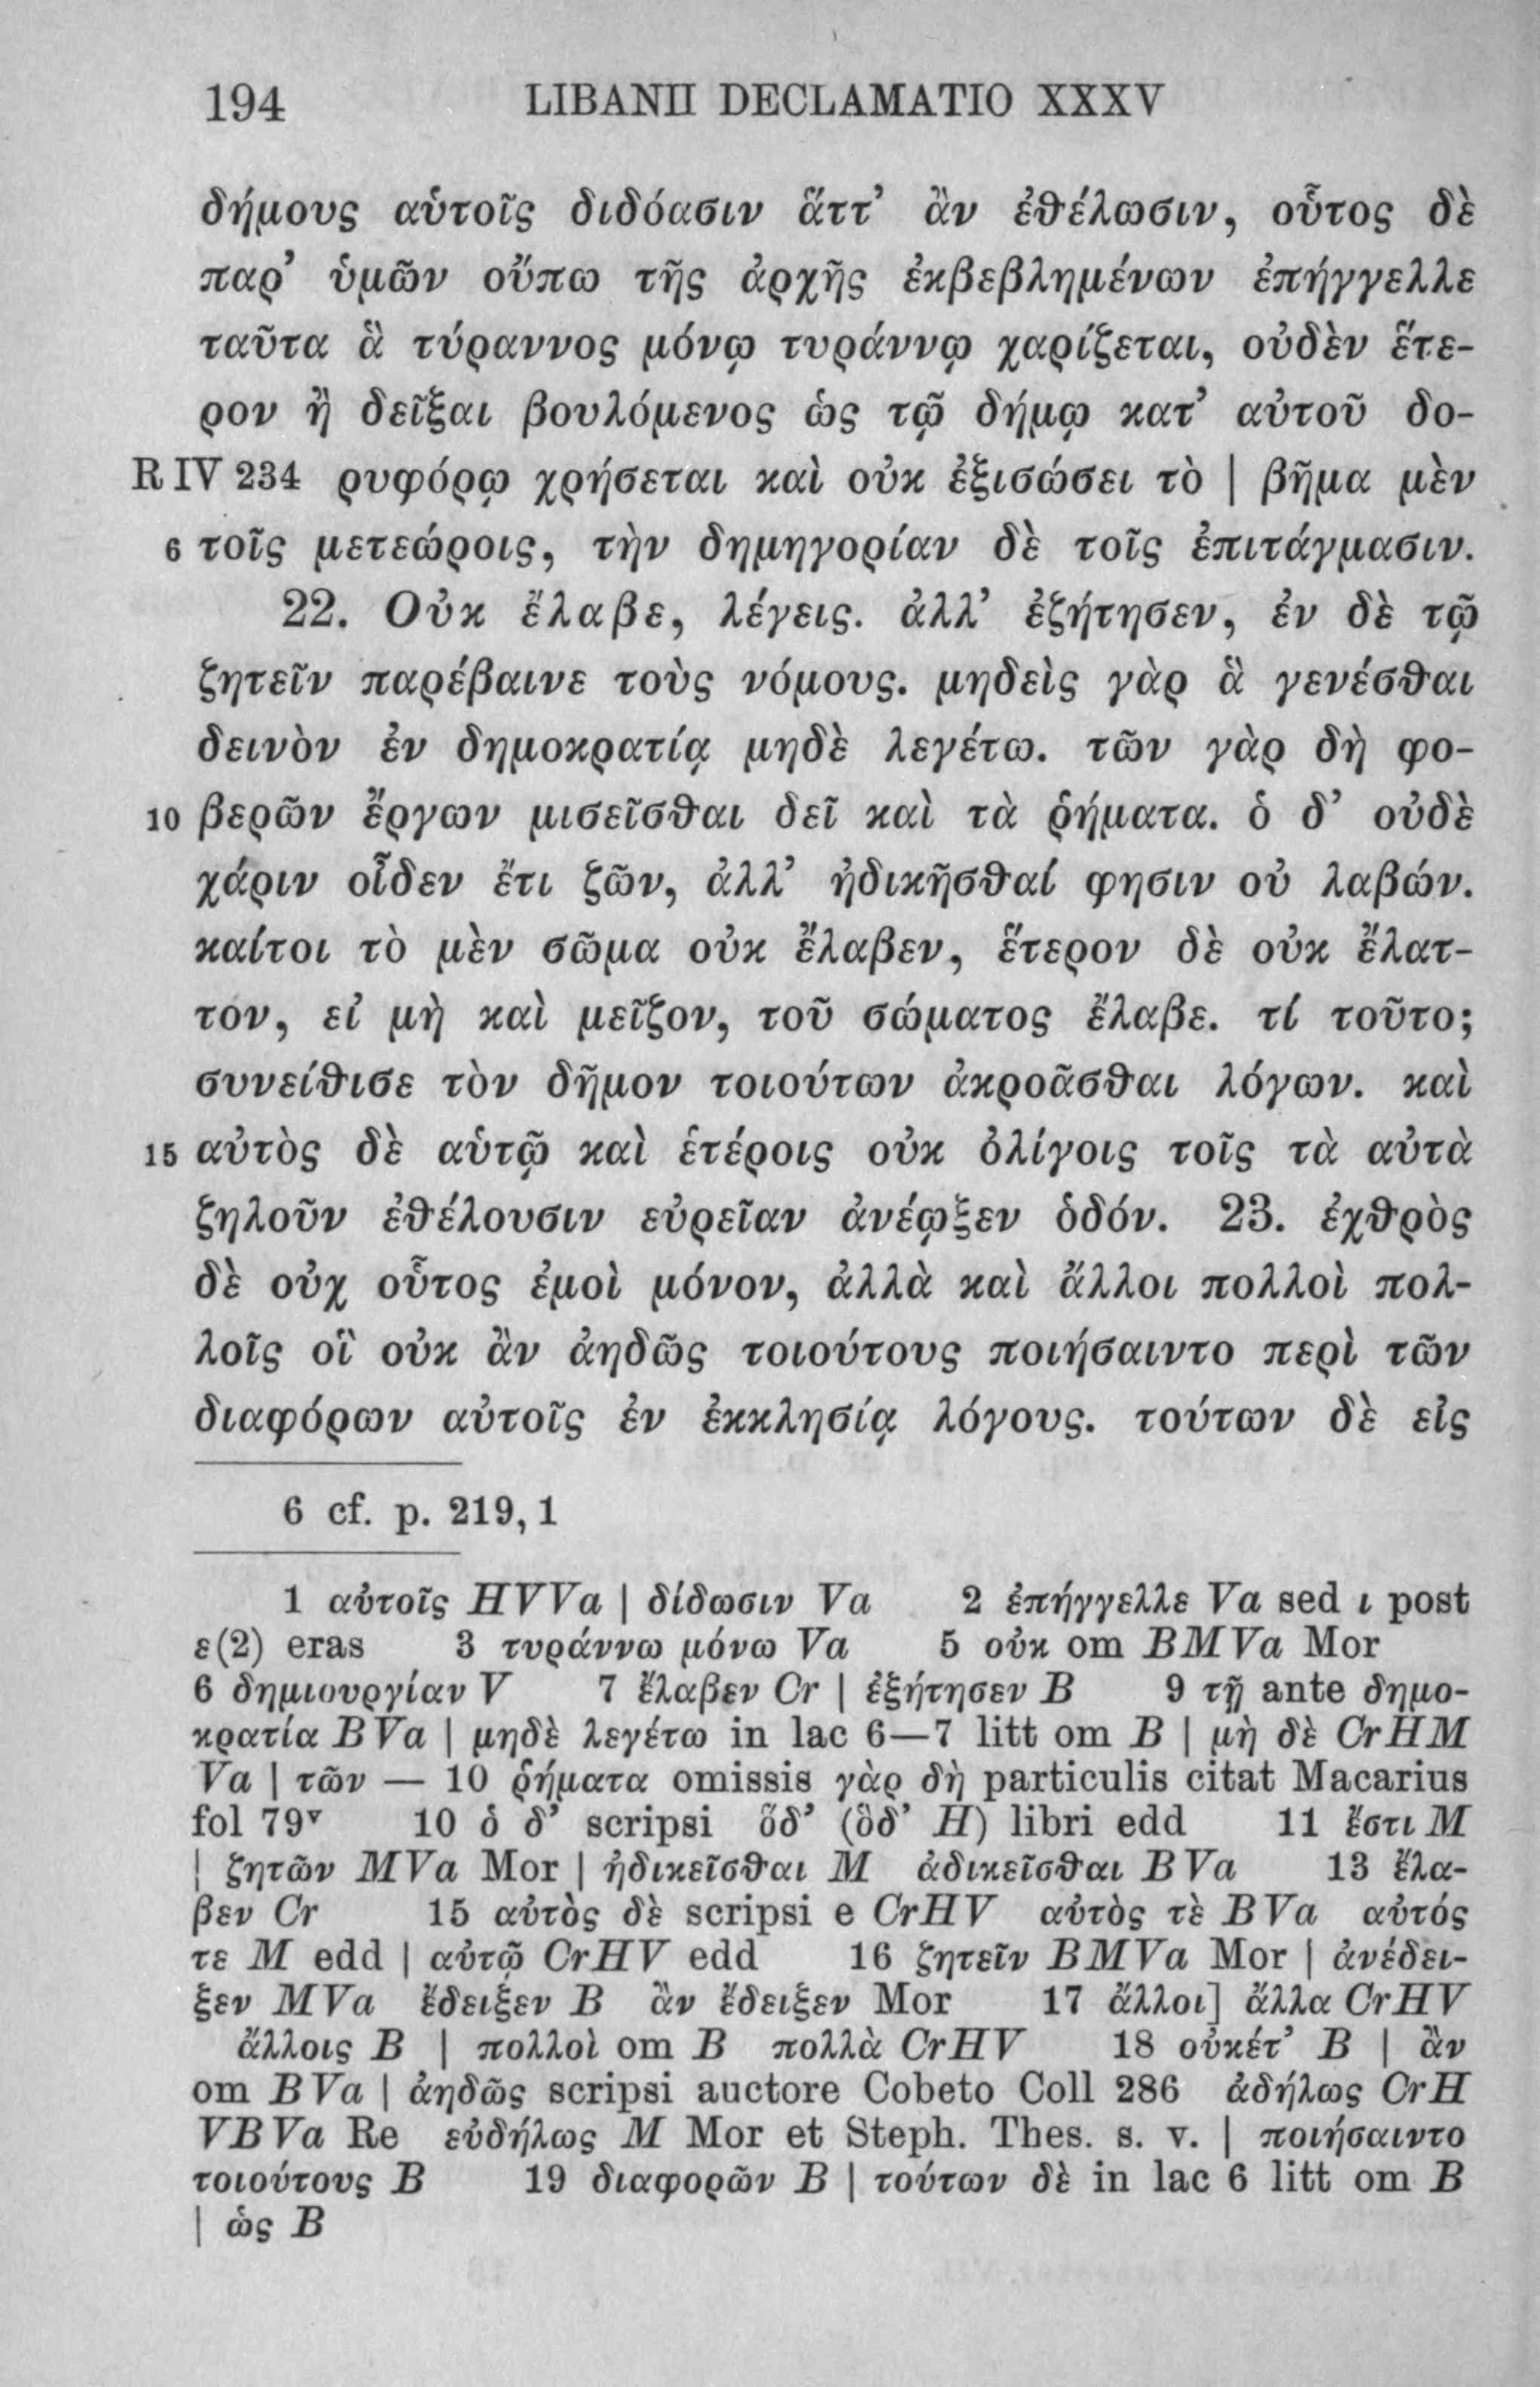 194 LIBANII DECLAMATIO XXXV
δήμους αὑτοῖς διδόασιν ἅττ’ ἂν ἐθέλωσιν, οὗτος δὲ
παρ’ ὑμῶν οὔπω τῆς ἀρχῆς ἐκβεβλημένων ἐπήγγελλε
ταῦτα ἃ τύραννος μόνῳ τυράννῳ χαρίζεται, οὐδὲν ἕτε-
ρον ἢ δεῖξαι βουλόμενος ὡς τῷ δήμῳ κατ’ αὐτοῦ δο-
R IV 234 ρυφόρῳ χρήσεται καὶ οὐκ ἐξισώσει τὸ | βῆμα μὲν
6 τοῖς μετεώροις, τὴν δημηγορίαν δὲ τοῖς ἐπιτάγμασιν.
22. Οὐκ ἔλαβε, λέγεις. ἀλλ’ ἐζήτησεν, ἐν δὲ τῷ
ζητεῖν παρέβαινε τοὺς νόμους. μηδεὶς γὰρ ἃ γενέσθαι
δεινὸν ἐν δημοκρατίᾳ μηδὲ λεγέτω. τῶν γὰρ δὴ φο-
10 βερῶν ἔργων μισεῖσθαι δεῖ καὶ τὰ ῥήματα. ὁ δ’ οὐδὲ
χάριν οἶδεν ἔτι ζῶν, ἀλλ’ ἠδικῆσθαί φησιν οὐ λαβών.
καίτοι τὸ μὲν σῶμα οὐκ ἔλαβεν, ἕτερον δὲ οὐκ ἔλατ-
τον, εἰ μὴ καὶ μεῖζον, τοῦ σώματος ἔλαβε. τί τοῦτο;
συνείθισε τὸν δῆμον τοιούτων ἀκροᾶσθαι λόγων. καὶ
15 αὐτὸς δὲ αὑτῷ καὶ ἑτέροις οὐκ ὀλίγοις τοῖς τὰ αὐτὰ
ζηλοῦν ἐθέλουσιν εὐρεῖαν ἀνέῳξεν ὁδόν. 23. ἐχθρὸς
δὲ οὐχ οὗτος ἐμοὶ μόνον, ἀλλὰ καὶ ἄλλοι πολλοὶ πολ-
λοῖς οἳ οὐκ ἂν ἀηδῶς τοιούτους ποιήσαιντο περὶ τῶν
διαφόρων αὐτοῖς ἐν ἐκκλησίᾳ λόγους. τούτων δὲ εἰς
6 cf. p. 219, 1
1 αὐτοῖς HVVa | δίδωσιν Va 2 ἐπήγγελλε Va sed ι post
ε(2) eras 3 τυράννω μόνω Va 5 οὐκ om BMVa Mor
6 δημιουργίαν V 7 ἔλαβεν Cr | ἐξήτησεν B 9 τῇ ante δημο-
κρατία BVa | μηδὲ λεγέτω in lac 6—7 litt om B | μὴ δὲ CrHM
Va | τῶν — 10 ῥήματα omissis γὰρ δὴ particulis citat Macarius
fol 79ᵛ 10 ὁ δ’ scripsi ὅδ’ (ὃδ’ H) libri edd 11 ἔστι M
| ζητῶν MVa Mor | ἠδικεῖσθαι M ἀδικεῖσθαι BVa 13 ἔλα-
βεν Cr 15 αὐτὸς δὲ scripsi e CrHV αὐτὸς τὲ BVa αὐτός
τε M edd | αὐτῷ CrHV edd 16 ζητεῖν BMVa Mor | ἀνέδει-
ξεν MVa ἔδειξεν B ἂν ἔδειξεν Mor 17 ἄλλοι] ἄλλα CrHV
ἄλλοις B | πολλοὶ om B πολλὰ CrHV 18 οὐκέτ’ B | ἂν
om BVa | ἀηδῶς scripsi auctore Cobeto Coll 286 ἀδήλως CrH
VBVa Re εὐδήλως M Mor et Steph. Thes. s. v. | ποιήσαιντο
τοιούτους B 19 διαφορῶν B | τούτων δὲ in lac 6 litt om B
| ὡς B